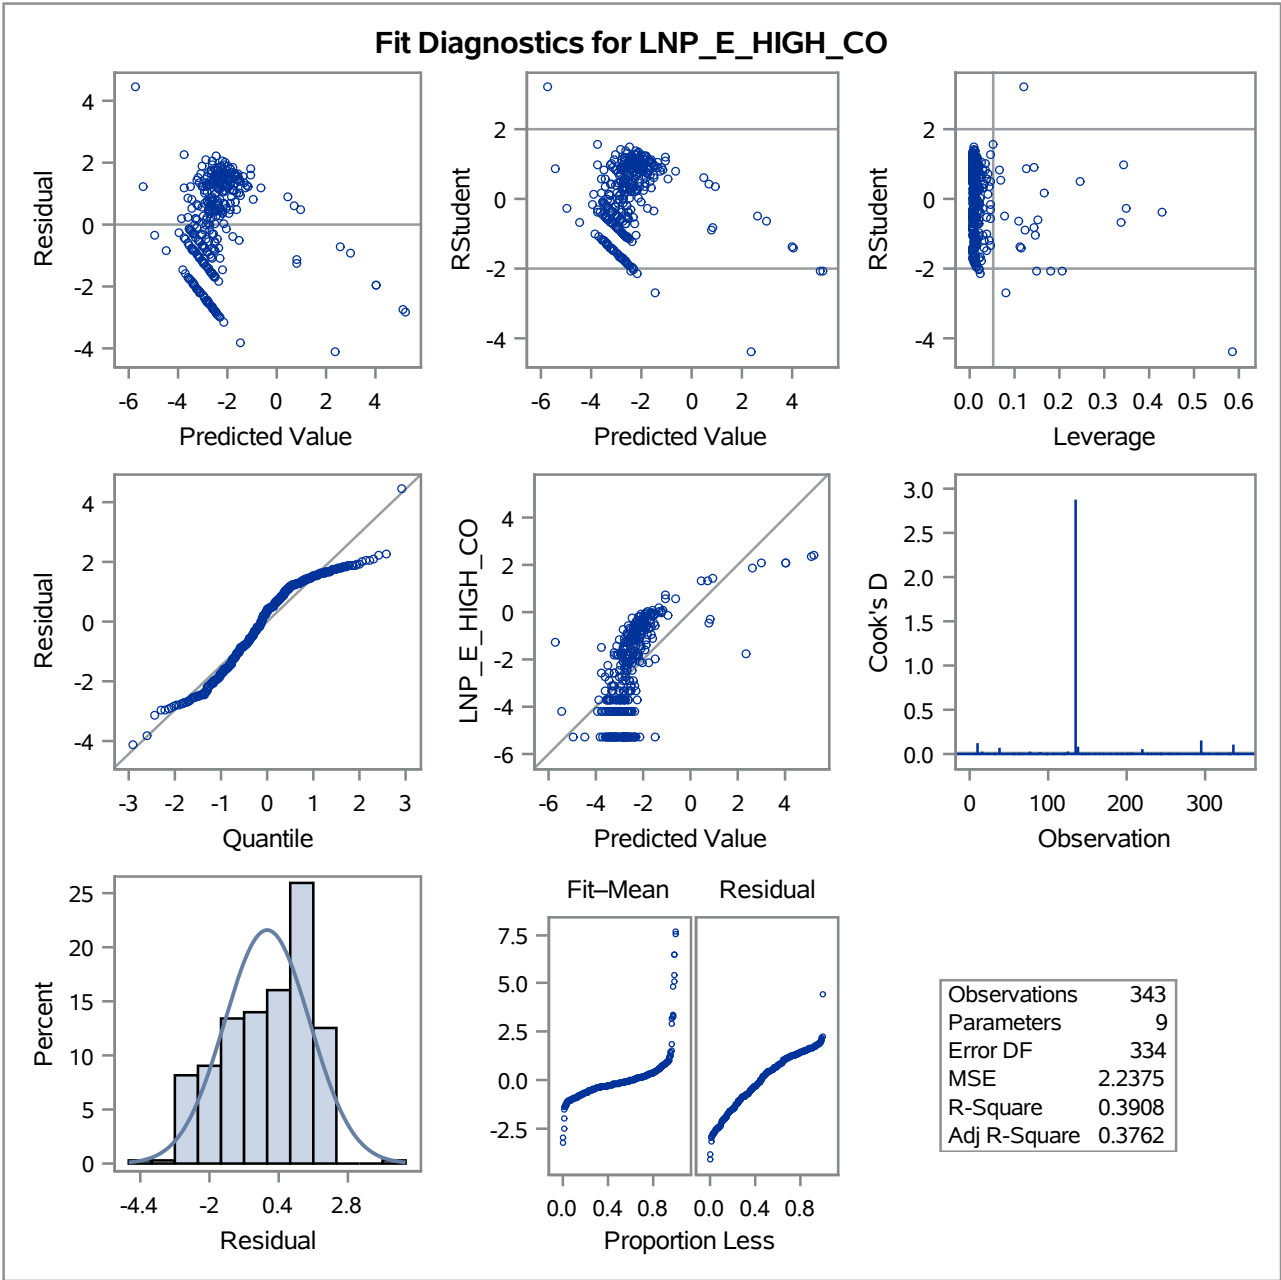 Fit Diagnostics for LNP_E_HIGH_CO
Residual
4
2
0
-2
-4
-6 -4 -2 0 2 4
Predicted Value
RStudent
2
0
-2
-4
-6 -4 -2 0 2 4
Predicted Value
RStudent
2
0
-2
-4
0.0 0.1 0.2 0.3 0.4 0.5 0.6
Leverage
Residual
4
2
0
-2
-4
-3 -2 -1 0 1 2 3
Quantile
LNP_E_HIGH_CO
4
2
0
-2
-4
-6
-6 -4 -2 0 2 4
Predicted Value
Cook's D
3.0
2.5
2.0
1.5
1.0
0.5
0.0
0 100 200 300
Observation
Percent
25
20
15
10
5
0
-4.4 -2 0.4 2.8
Residual
Fit–Mean Residual
7.5
5.0
2.5
0.0
-2.5
0.0 0.4 0.8 0.0 0.4 0.8
Proportion Less
Observations 343
Parameters 9
Error DF 334
MSE 2.2375
R-Square 0.3908
Adj R-Square 0.3762